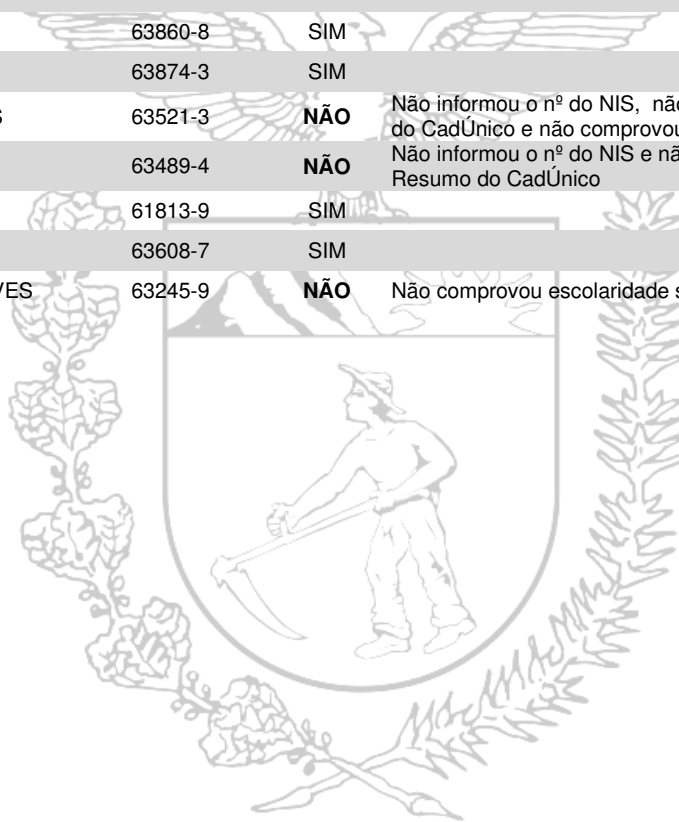 63860-8 SIM
63874-3 SIM
S 63521-3 NÃO Não informou o nº do NIS, não
do CadÚnico e não comprovou
63489-4 NÃO Não informou o nº do NIS e nã
Resumo do CadÚnico
61813-9 SIM
63608-7 SIM
VES 63245-9 NÃO Não comprovou escolaridade s